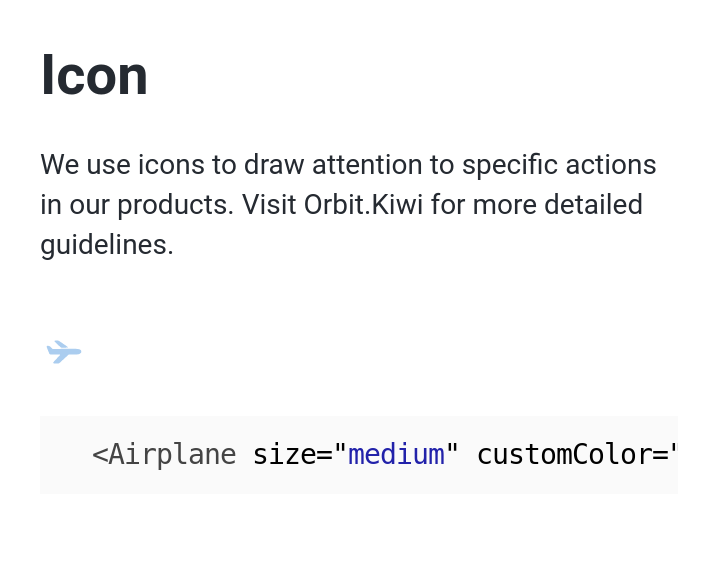 Icon
We use icons to draw attention to specific actions
in our products. Visit Orbit.Kiwi for more detailed
guidelines.
<Airplane size="medium" customColor="